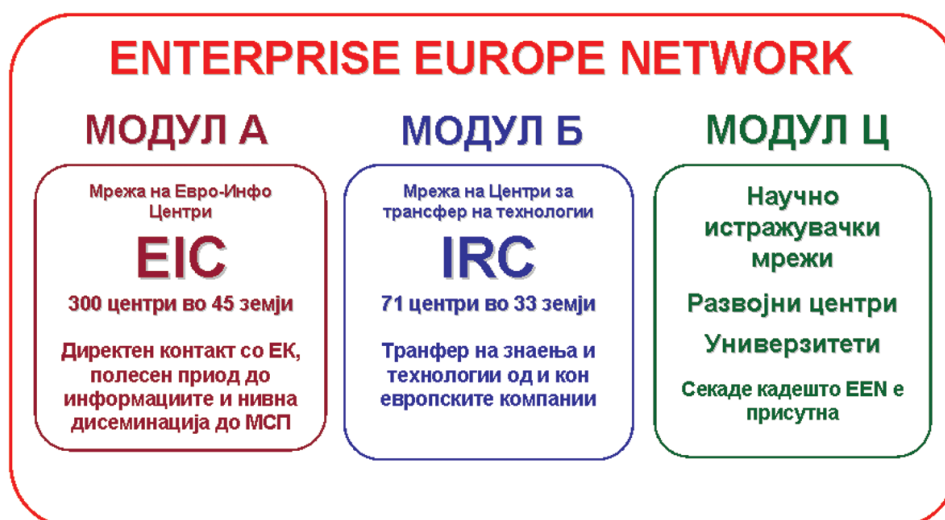 ENTERPRISE EUROPE NETWORK
МОДУЛ А
Мрежа на Евро-Инфо
Центри
EIC
300 центри во 45 земји
Директен контакт со ЕК,
полесен приод до
информациите и нивна
дисеминација до МСП
МОДУЛ Б
Мрежа на Центри за
трансфер на технологии
IRC
71 центри во 33 земји
Транфер на знаења и
технологии од и кон
европските компании
МОДУЛ Ц
Научно
истражувачки
мрежи
Развојни центри
Универзитети
Секаде кадешто EEN е
присутна